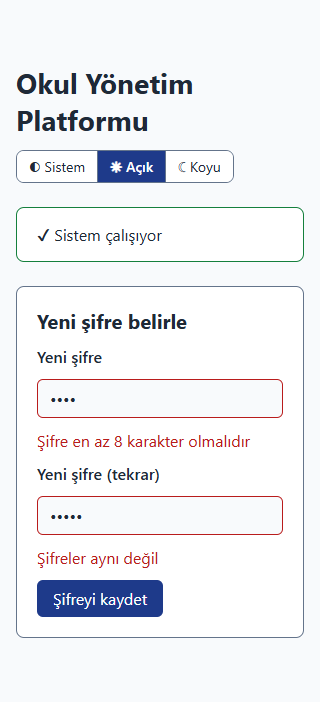 Okul Yönetim
Platformu
◐ Sistem ☀ Açık ☾ Koyu
✓ Sistem çalışıyor
Yeni şifre belirle
Yeni şifre
••••
Şifre en az 8 karakter olmalıdır
Yeni şifre (tekrar)
•••••
Şifreler aynı değil
Şifreyi kaydet